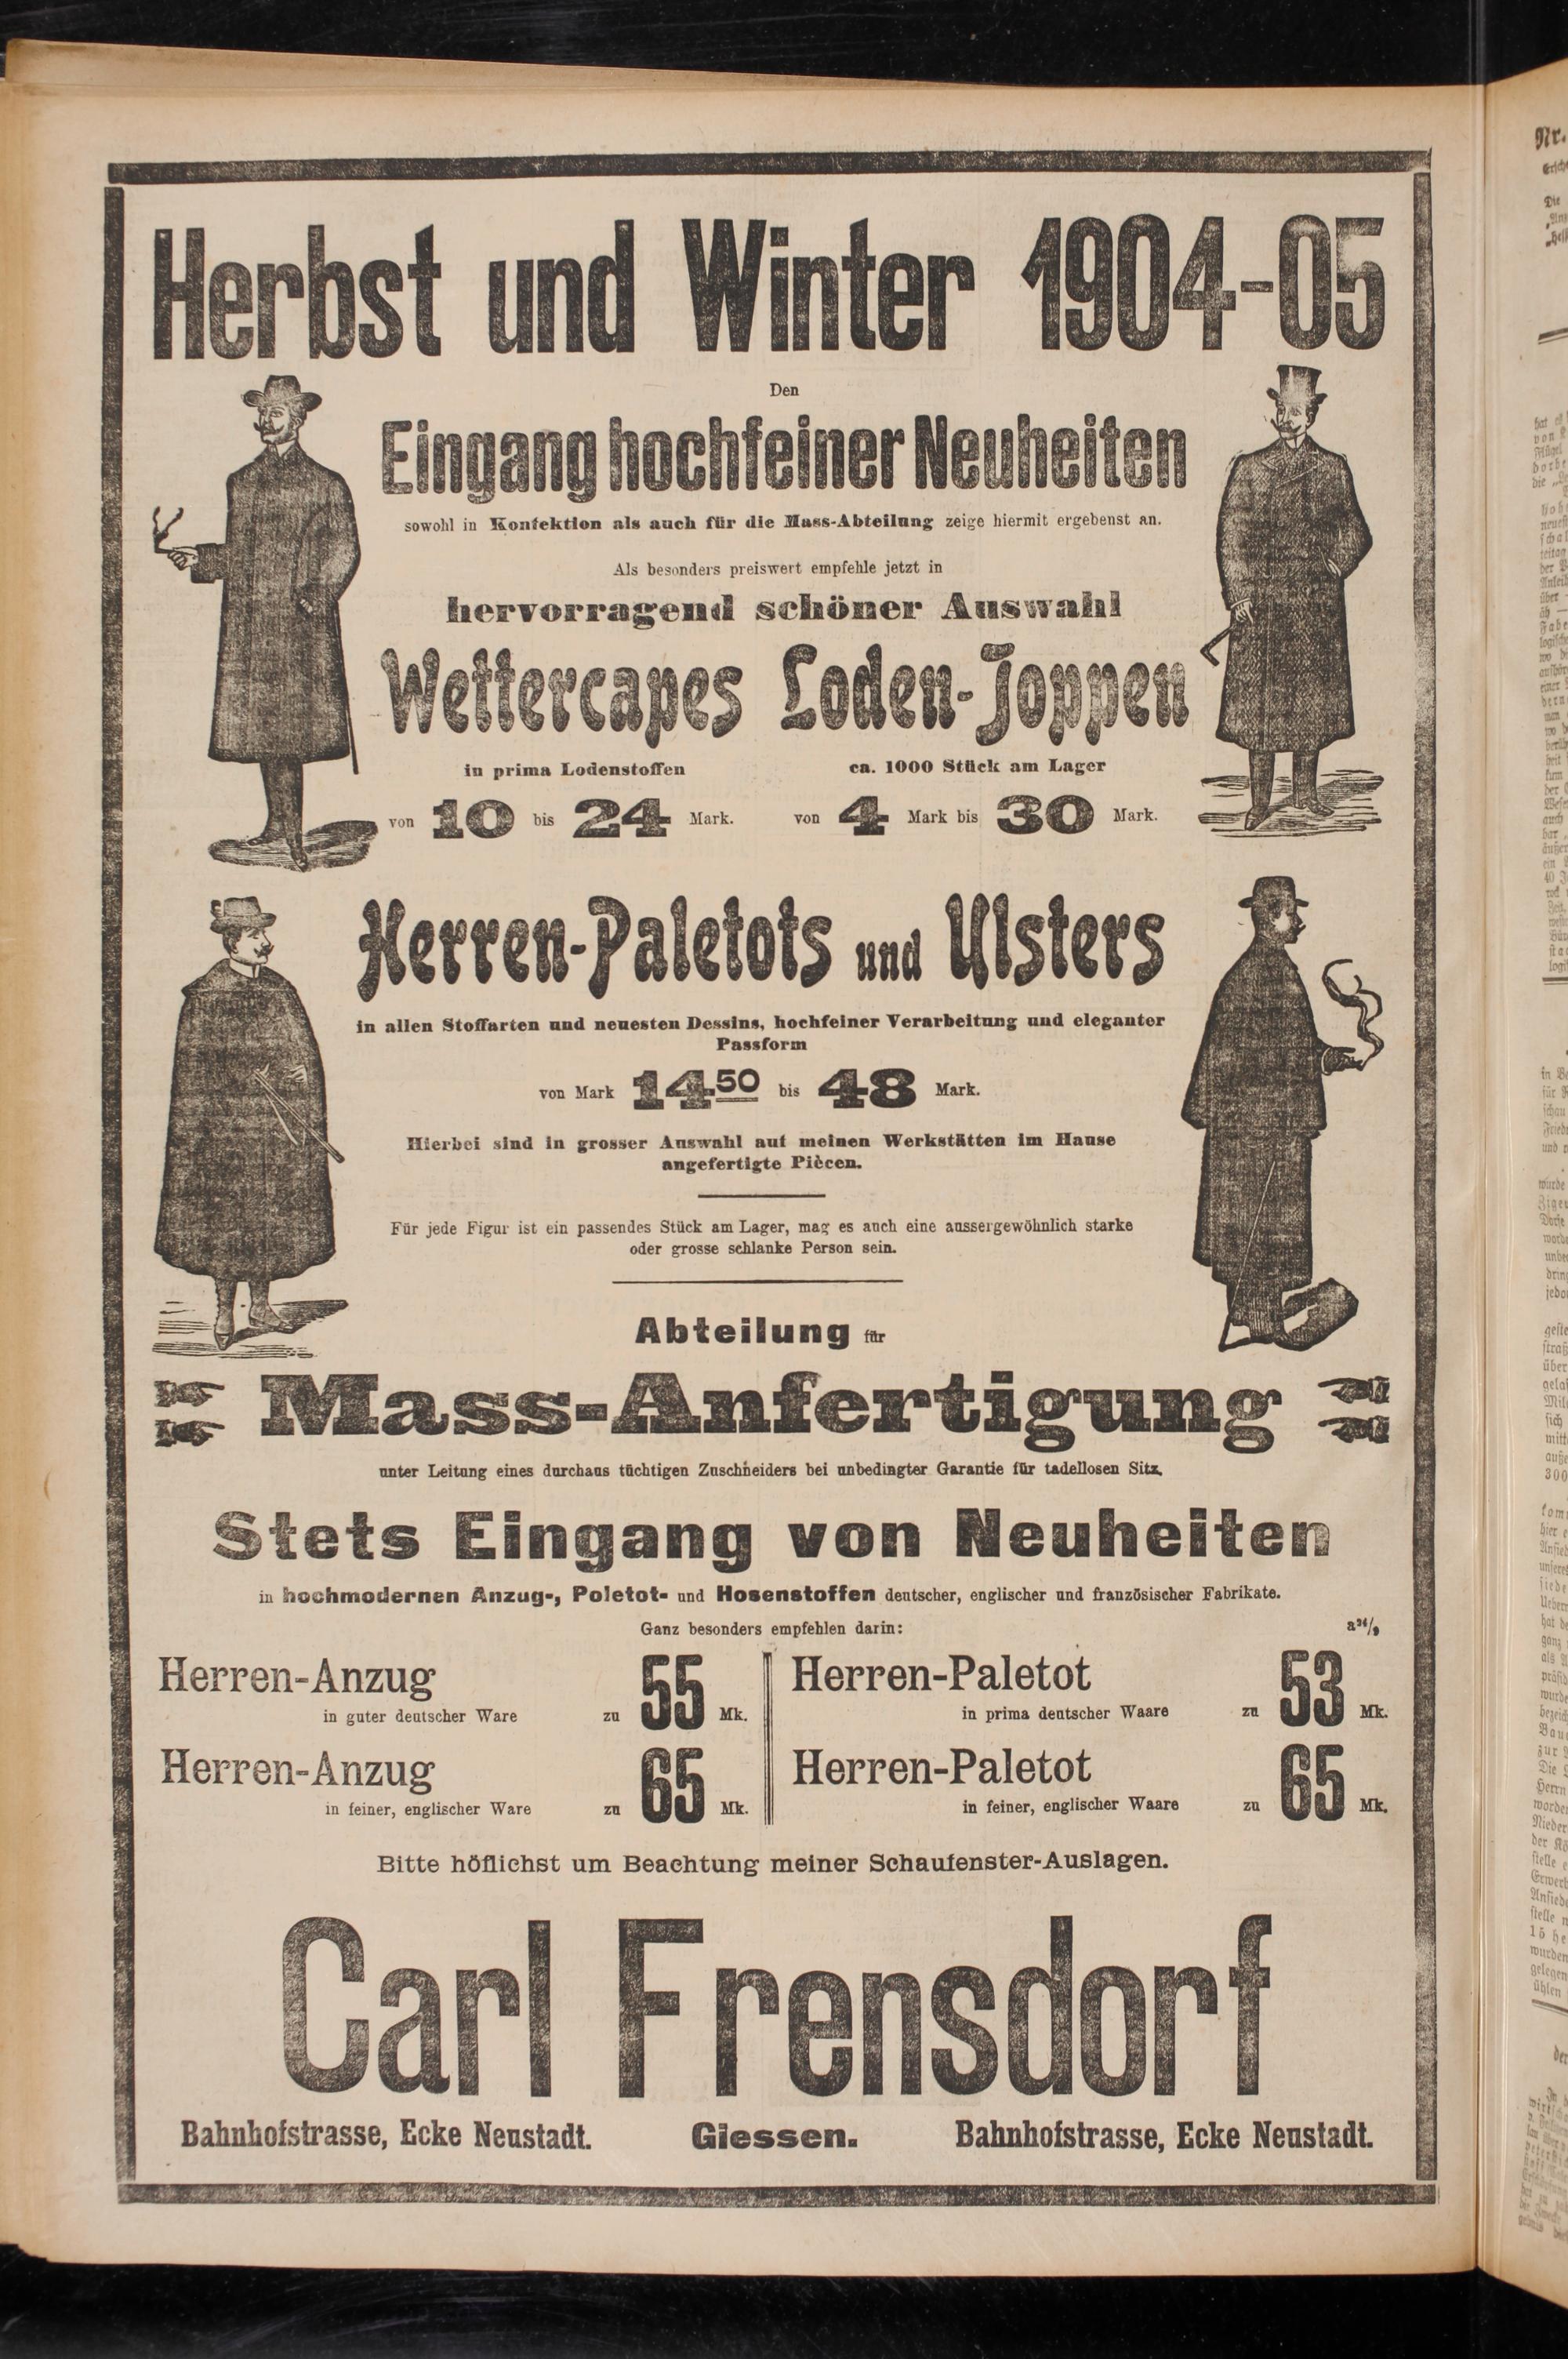 Herbst und Winter 1904-05
Den
Eingang hochfeiner Neuheiten
sowohl in Konfektion als auch für die Mass-Abteilung zeige hiermit ergebenst an.
Als besonders preiswert empfehle jetzt in
hervorragend schöner Auswahl
Wettercapes Loden-Joppen
in prima Lodenstoffen ca. 1000 Stück am Lager
von 10 bis 24 Mark. von 4 Mark bis 30 Mark.
Herren-Paletots und Ulsters
in allen Stoffarten und neuesten Dessins, hochfeiner Verarbeitung und eleganter
Passform
von Mark 14 50 bis 48 Mark.
Hierbei sind in grosser Auswahl auf meinen Werkstätten im Hause
angefertigte Piècen.
Für jede Figur ist ein passendes Stück am Lager, mag es auch eine aussergewöhnlich starke
oder grosse schlanke Person sein.
Abteilung für
Mass-Anfertigung
unter Leitung eines durchaus tüchtigen Zuschneiders bei unbedingter Garantie für tadellosen Sitz.
Stets Eingang von Neuheiten
in hochmodernen Anzug-, Poletot- und Hosenstoffen deutscher, englischer und französischer Fabrikate.
Ganz besonders empfehlen darin:
Herren-Anzug
in guter deutscher Ware zu 55 Mk.
Herren-Anzug
in feiner, englischer Ware zu 65 Mk.
Herren-Paletot
in prima deutscher Waare zu 53 Mk.
Herren-Paletot
in feiner, englischer Waare zu 65 Mk.
Bitte höflichst um Beachtung meiner Schaufenster-Auslagen.
Carl Frensdorf
Bahnhofstrasse, Ecke Neustadt. Giessen. Bahnhofstrasse, Ecke Neustadt.